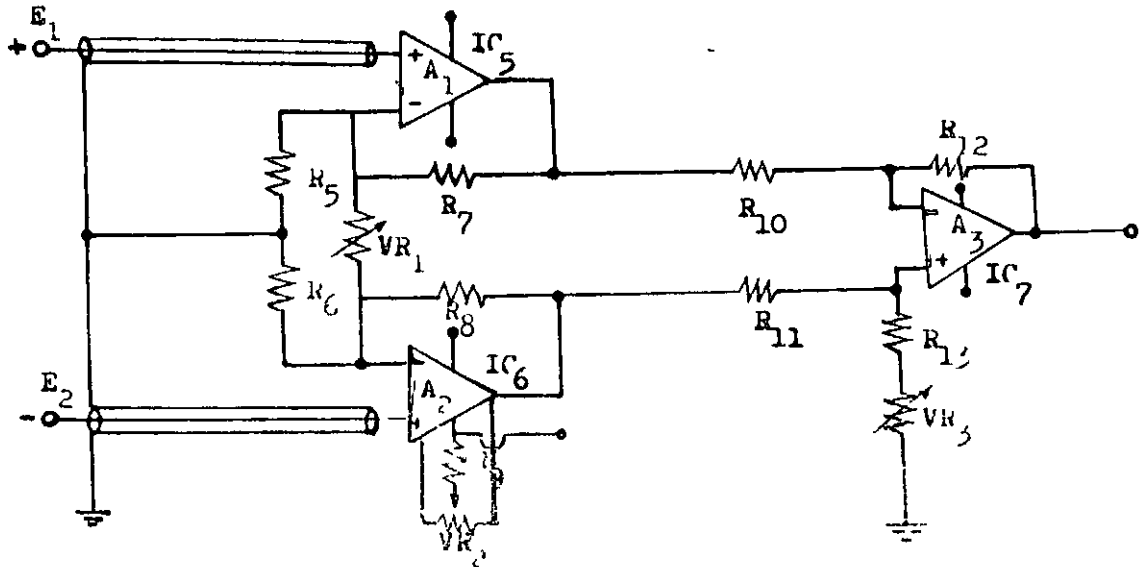 E1
+
IC5
+
A1
-
R5
R7
VR1
R6
R8
R10
R12
-
A3
+
IC7
R11
IC6
-
A2
+
E2
-
VR3